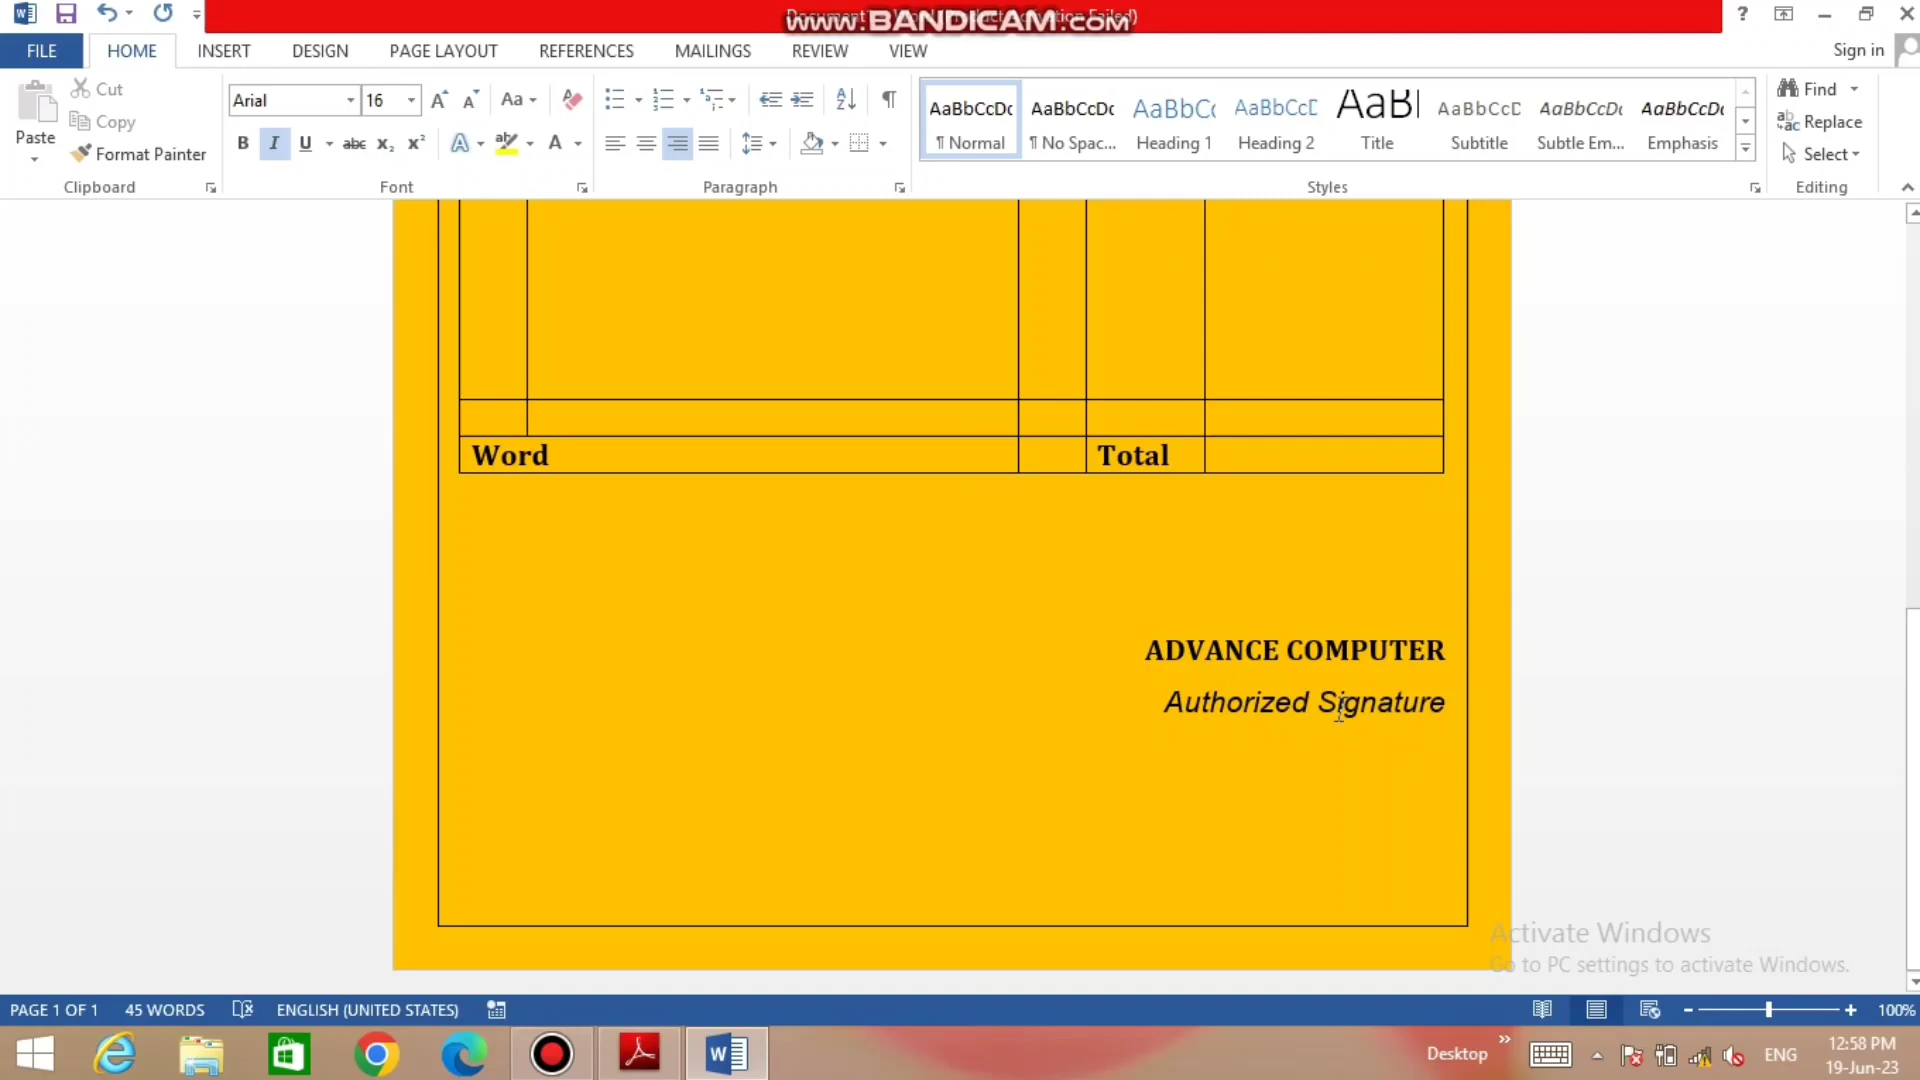 www.BANDICAM.com
FILE HOME INSERT DESIGN PAGE LAYOUT REFERENCES MAILINGS REVIEW VIEW Sign in
Paste Cut Copy Format Painter
Arial 16
AaBbCcDc AaBbCcDc AaBbC AaBbCcD AaB AaBbCcD AaBbCcDc AaBbCcDc
¶ Normal ¶ No Spac... Heading 1 Heading 2 Title Subtitle Subtle Em... Emphasis
Find Replace Select
Clipboard Font Paragraph Styles Editing
Word Total
ADVANCE COMPUTER
Authorized Signature
Activate Windows
Go to PC settings to activate Windows.
PAGE 1 OF 1 45 WORDS ENGLISH (UNITED STATES) 100%
Desktop ENG 12:58 PM
19-Jun-23